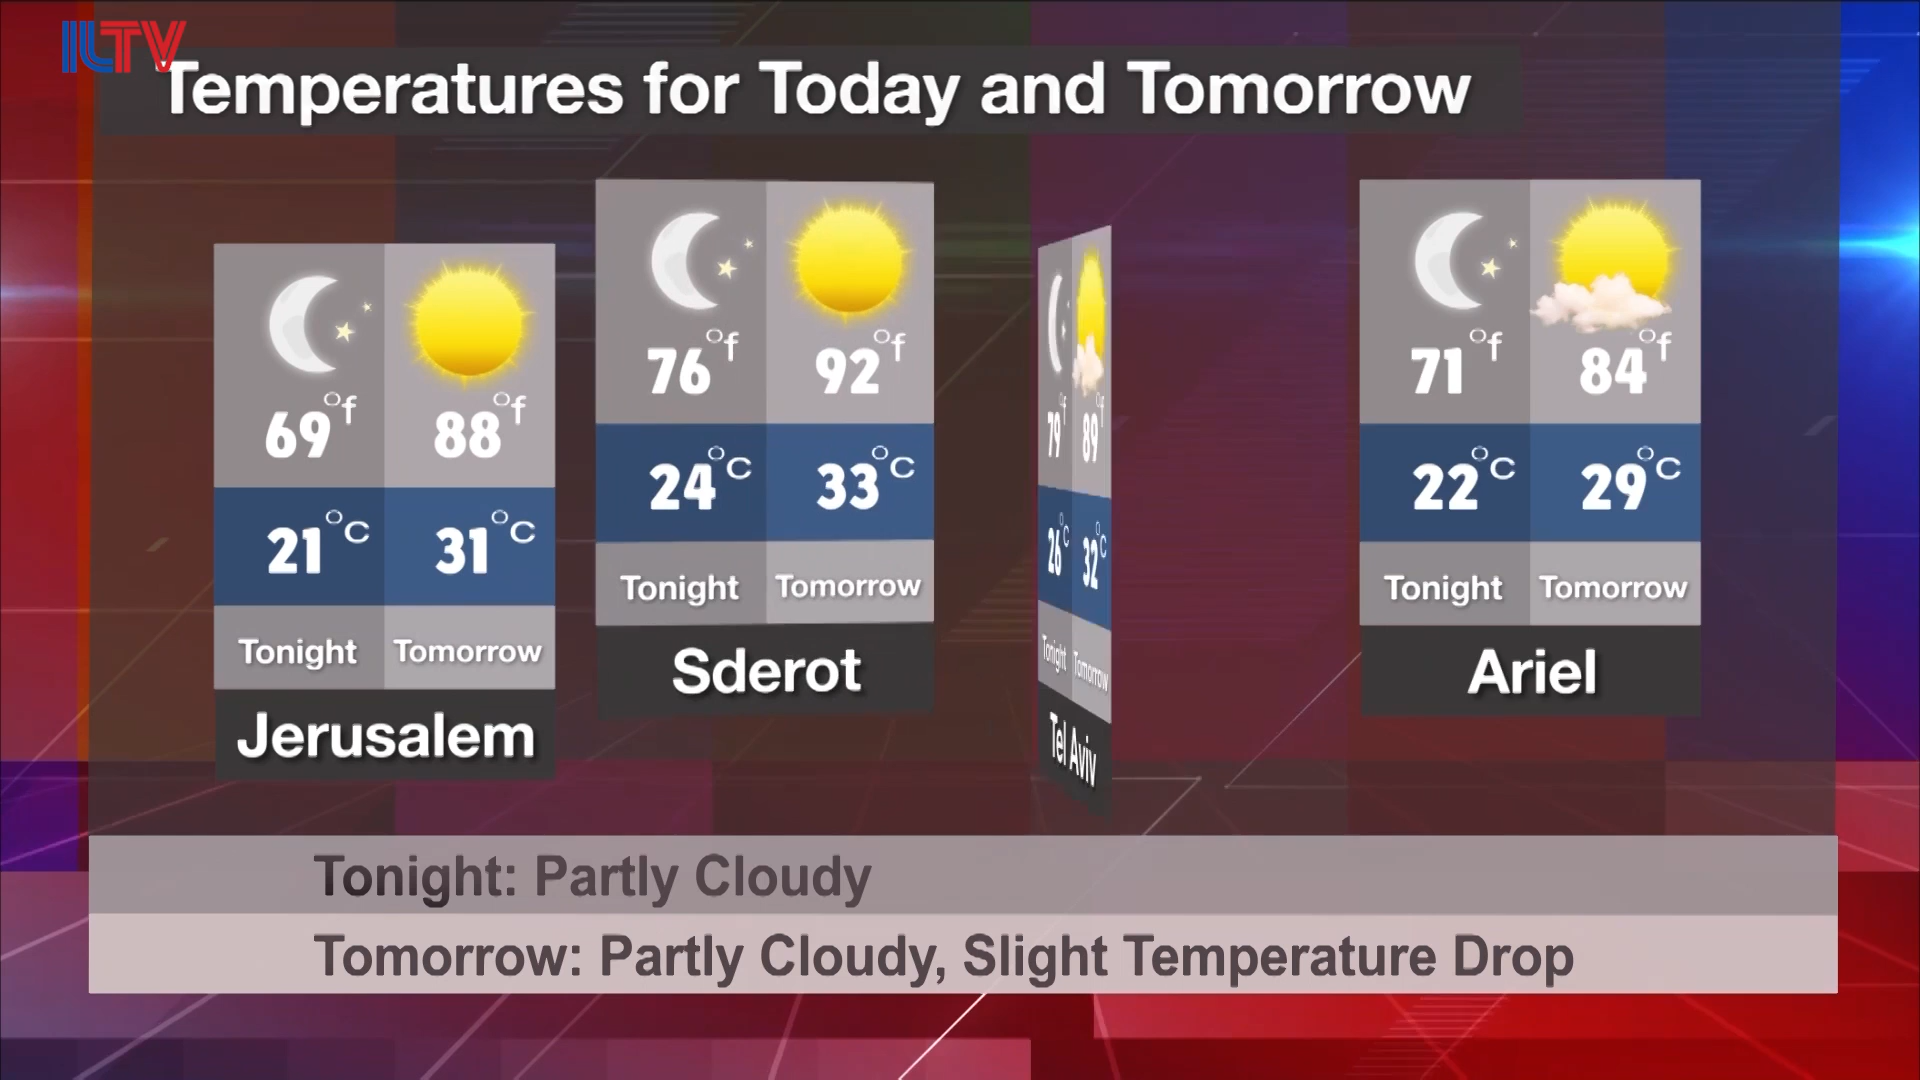 ILTV
Temperatures for Today and Tomorrow
69°f 88°f
21°C 31°C
Tonight Tomorrow
Jerusalem
76°f 92°f
24°C 33°C
Tonight Tomorrow
Sderot
79°f 89°f
26°C 32°C
Tonight Tomorrow
Tel Aviv
71°f 84°f
22°C 29°C
Tonight Tomorrow
Ariel
Tonight: Partly Cloudy
Tomorrow: Partly Cloudy, Slight Temperature Drop